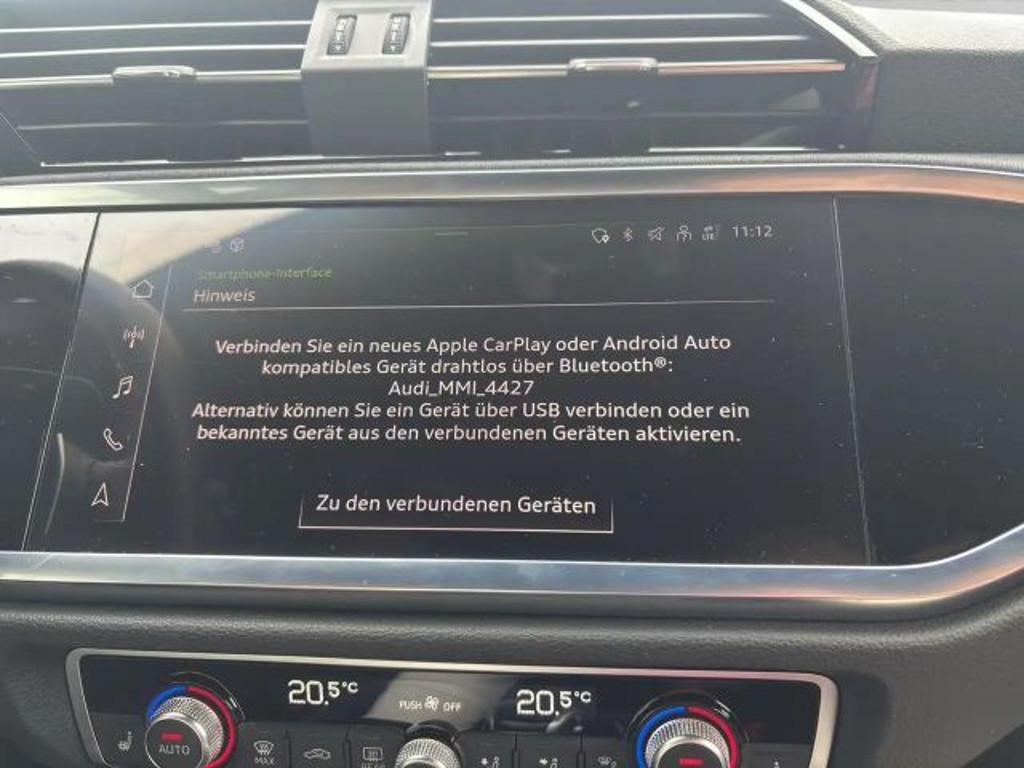 11:12
Smartphone-Interface
Hinweis
Verbinden Sie ein neues Apple CarPlay oder Android Auto
kompatibles Gerät drahtlos über Bluetooth®:
Audi_MMI_4427
Alternativ können Sie ein Gerät über USB verbinden oder ein
bekanntes Gerät aus den verbundenen Geräten aktivieren.
Zu den verbundenen Geräten
20.5°C
PUSH OFF
20.5°C
AUTO
MAX